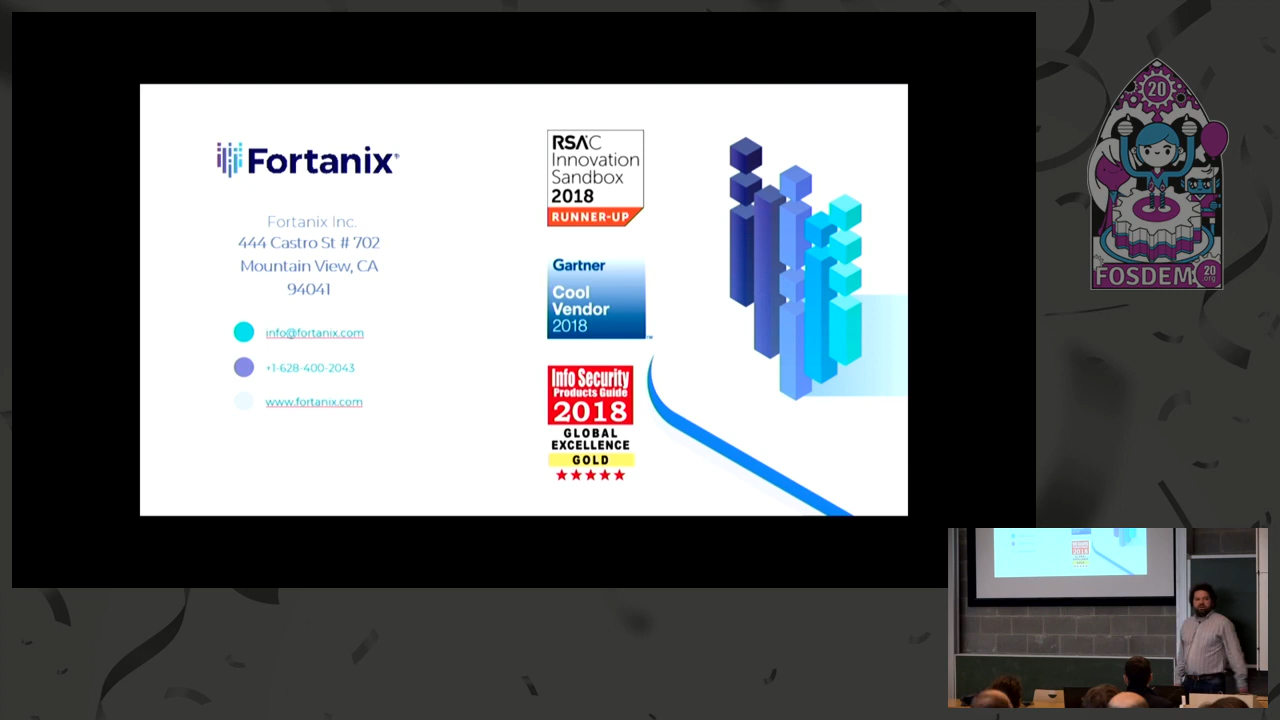 Fortanix®
Fortanix Inc.
444 Castro St # 702
Mountain View, CA
94041
info@fortanix.com
+1-628-400-2043
www.fortanix.com
RSAC
Innovation
Sandbox
2018
RUNNER-UP
Gartner
Cool
Vendor
2018
TM
Info Security
Products Guide
2018
GLOBAL
EXCELLENCE
GOLD
20
FOSDEM
20
.org